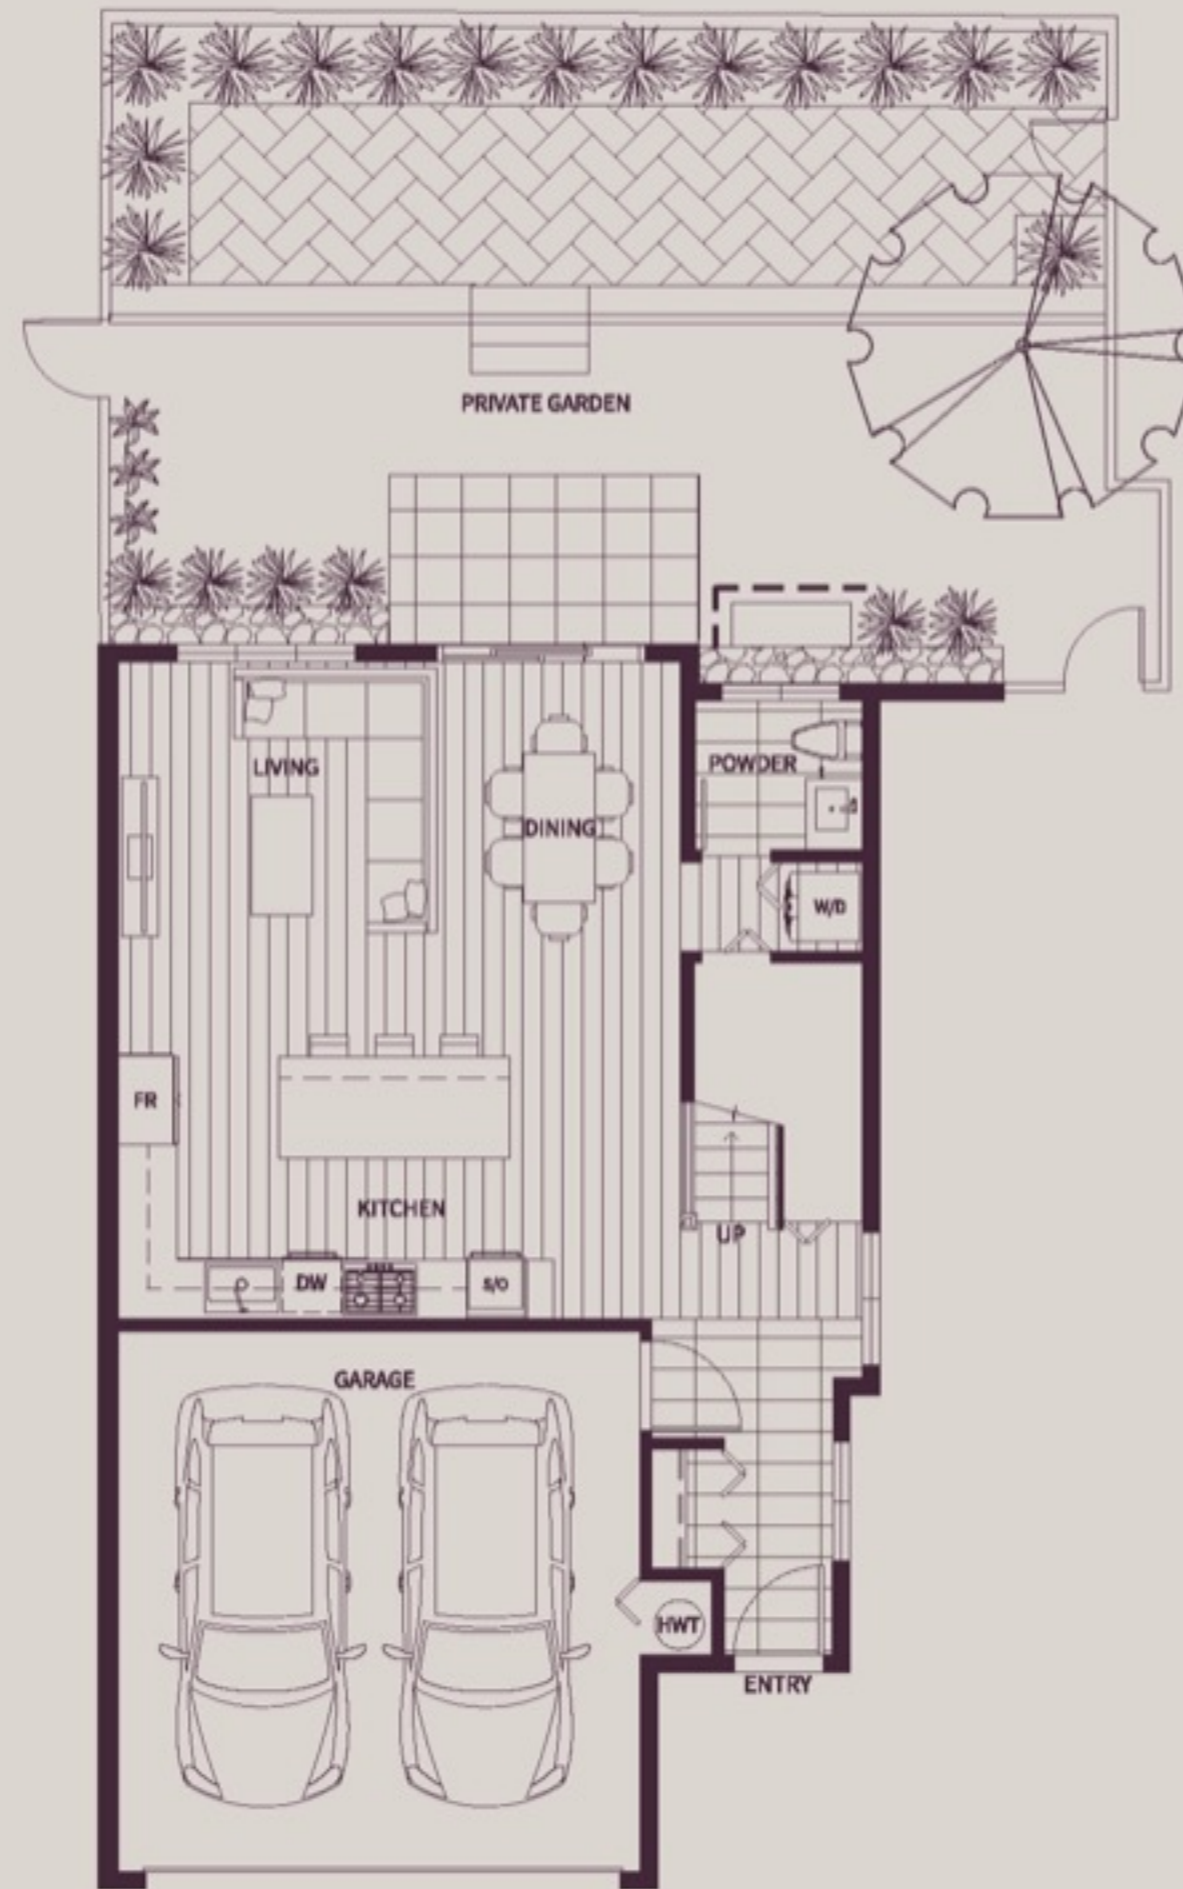 PRIVATE GARDEN
LIVING
POWDER
DINING
W/D
FR
KITCHEN
UP
DW
S/O
GARAGE
HWT
ENTRY